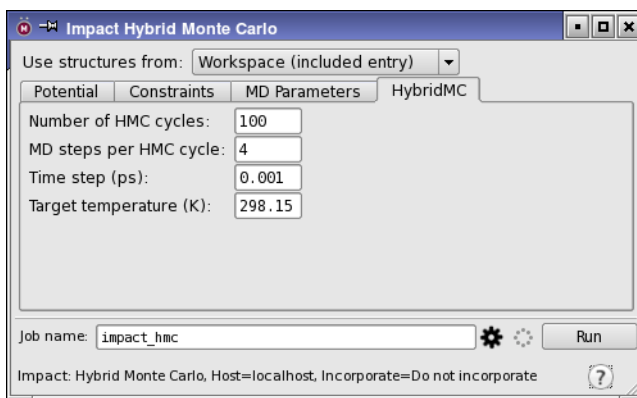 Impact Hybrid Monte Carlo
Use structures from: Workspace (included entry)
Potential Constraints MD Parameters HybridMC
Number of HMC cycles: 100
MD steps per HMC cycle: 4
Time step (ps): 0.001
Target temperature (K): 298.15
Job name: impact_hmc Run
Impact: Hybrid Monte Carlo, Host=localhost, Incorporate=Do not incorporate ?